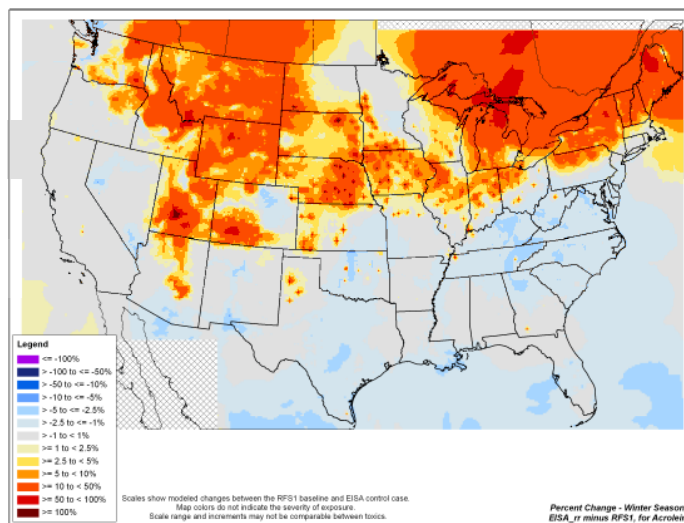 Legend
<= -100%
> -100 to <= -50%
> -50 to <= -10%
> -10 to <= -5%
> -5 to <= -2.5%
> -2.5 to <= -1%
> -1 to < 1%
>= 1 to < 2.5%
>= 2.5 to < 5%
>= 5 to < 10%
>= 10 to < 50%
>= 50 to < 100%
>= 100%
Scales show modeled changes between the RFS1 baseline and EISA control case.
Map colors do not indicate the severity of exposure.
Scale range and increments may not be comparable between toxics.
Percent Change - Winter Season
EISA_rr minus RFS1, for Acrolein